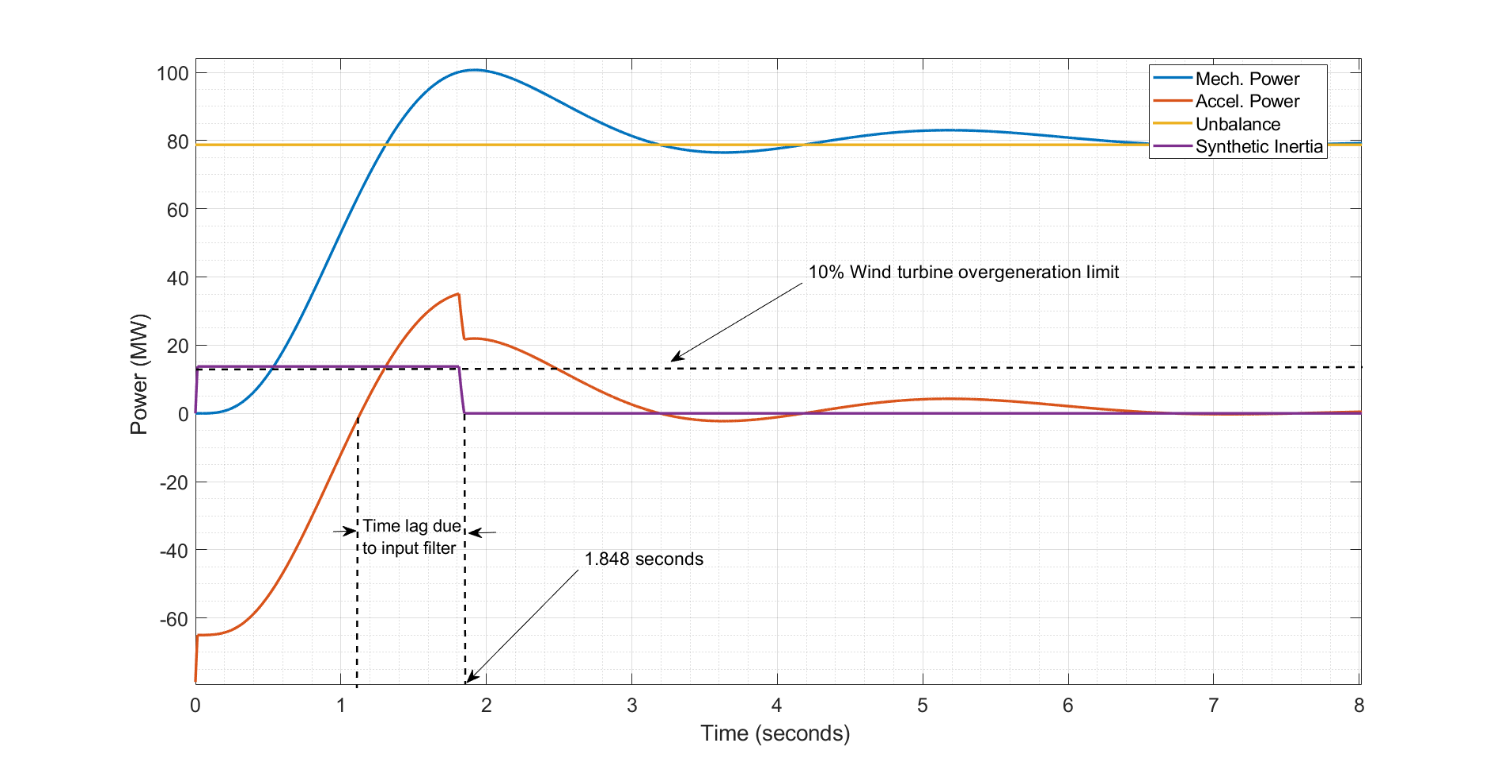 100
80
60
40
20
0
-20
-40
-60
Power (MW)
Mech. Power
Accel. Power
Unbalance
Synthetic Inertia
10% Wind turbine overgeneration limit
Time lag due
to input filter
1.848 seconds
0 1 2 3 4 5 6 7 8
Time (seconds)